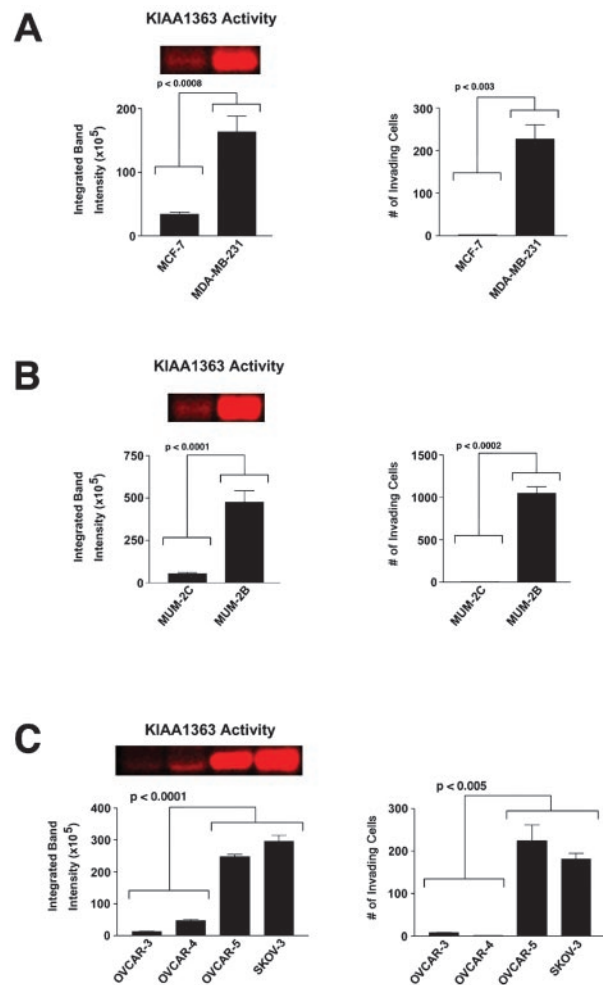 A
KIAA1363 Activity
p < 0.0008
Integrated Band
Intensity (x10⁵)
200
100
0
MCF-7
MDA-MB-231
p < 0.003
# of Invading Cells
300
200
100
0
MCF-7
MDA-MB-231
B
KIAA1363 Activity
p < 0.0001
Integrated Band
Intensity (x10⁵)
750
500
250
0
MUM-2C
MUM-2B
p < 0.0002
# of Invading Cells
1500
1000
500
0
MUM-2C
MUM-2B
C
KIAA1363 Activity
p < 0.0001
Integrated Band
Intensity (x10⁵)
400
300
200
100
0
OVCAR-3
OVCAR-4
OVCAR-5
SKOV-3
p < 0.005
# of Invading Cells
300
200
100
0
OVCAR-3
OVCAR-4
OVCAR-5
SKOV-3